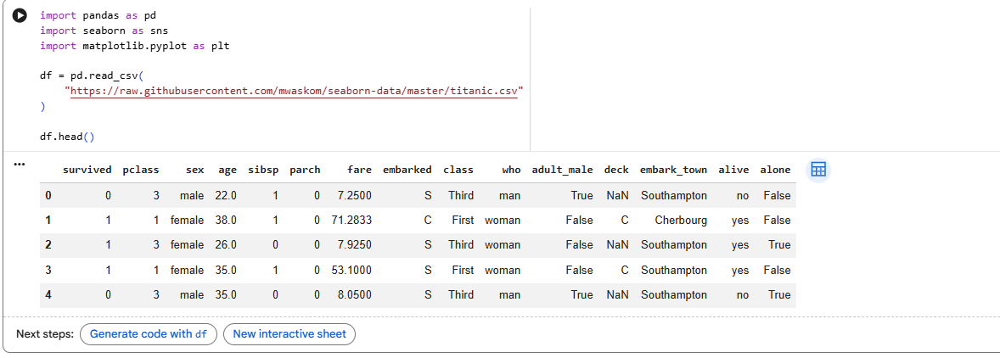 import pandas as pd
import seaborn as sns
import matplotlib.pyplot as plt
df = pd.read_csv(
"https://raw.githubusercontent.com/mwaskom/seaborn-data/master/titanic.csv"
)
df.head()
survived pclass sex age sibsp parch fare embarked class who adult_male deck embark_town alive alone
0 0 3 male 22.0 1 0 7.2500 S Third man True NaN Southampton no False
1 1 1 female 38.0 1 0 71.2833 C First woman False C Cherbourg yes False
2 1 3 female 26.0 0 0 7.9250 S Third woman False NaN Southampton yes True
3 1 1 female 35.0 1 0 53.1000 S First woman False C Southampton yes False
4 0 3 male 35.0 0 0 8.0500 S Third man True NaN Southampton no True
Next steps: Generate code with df New interactive sheet